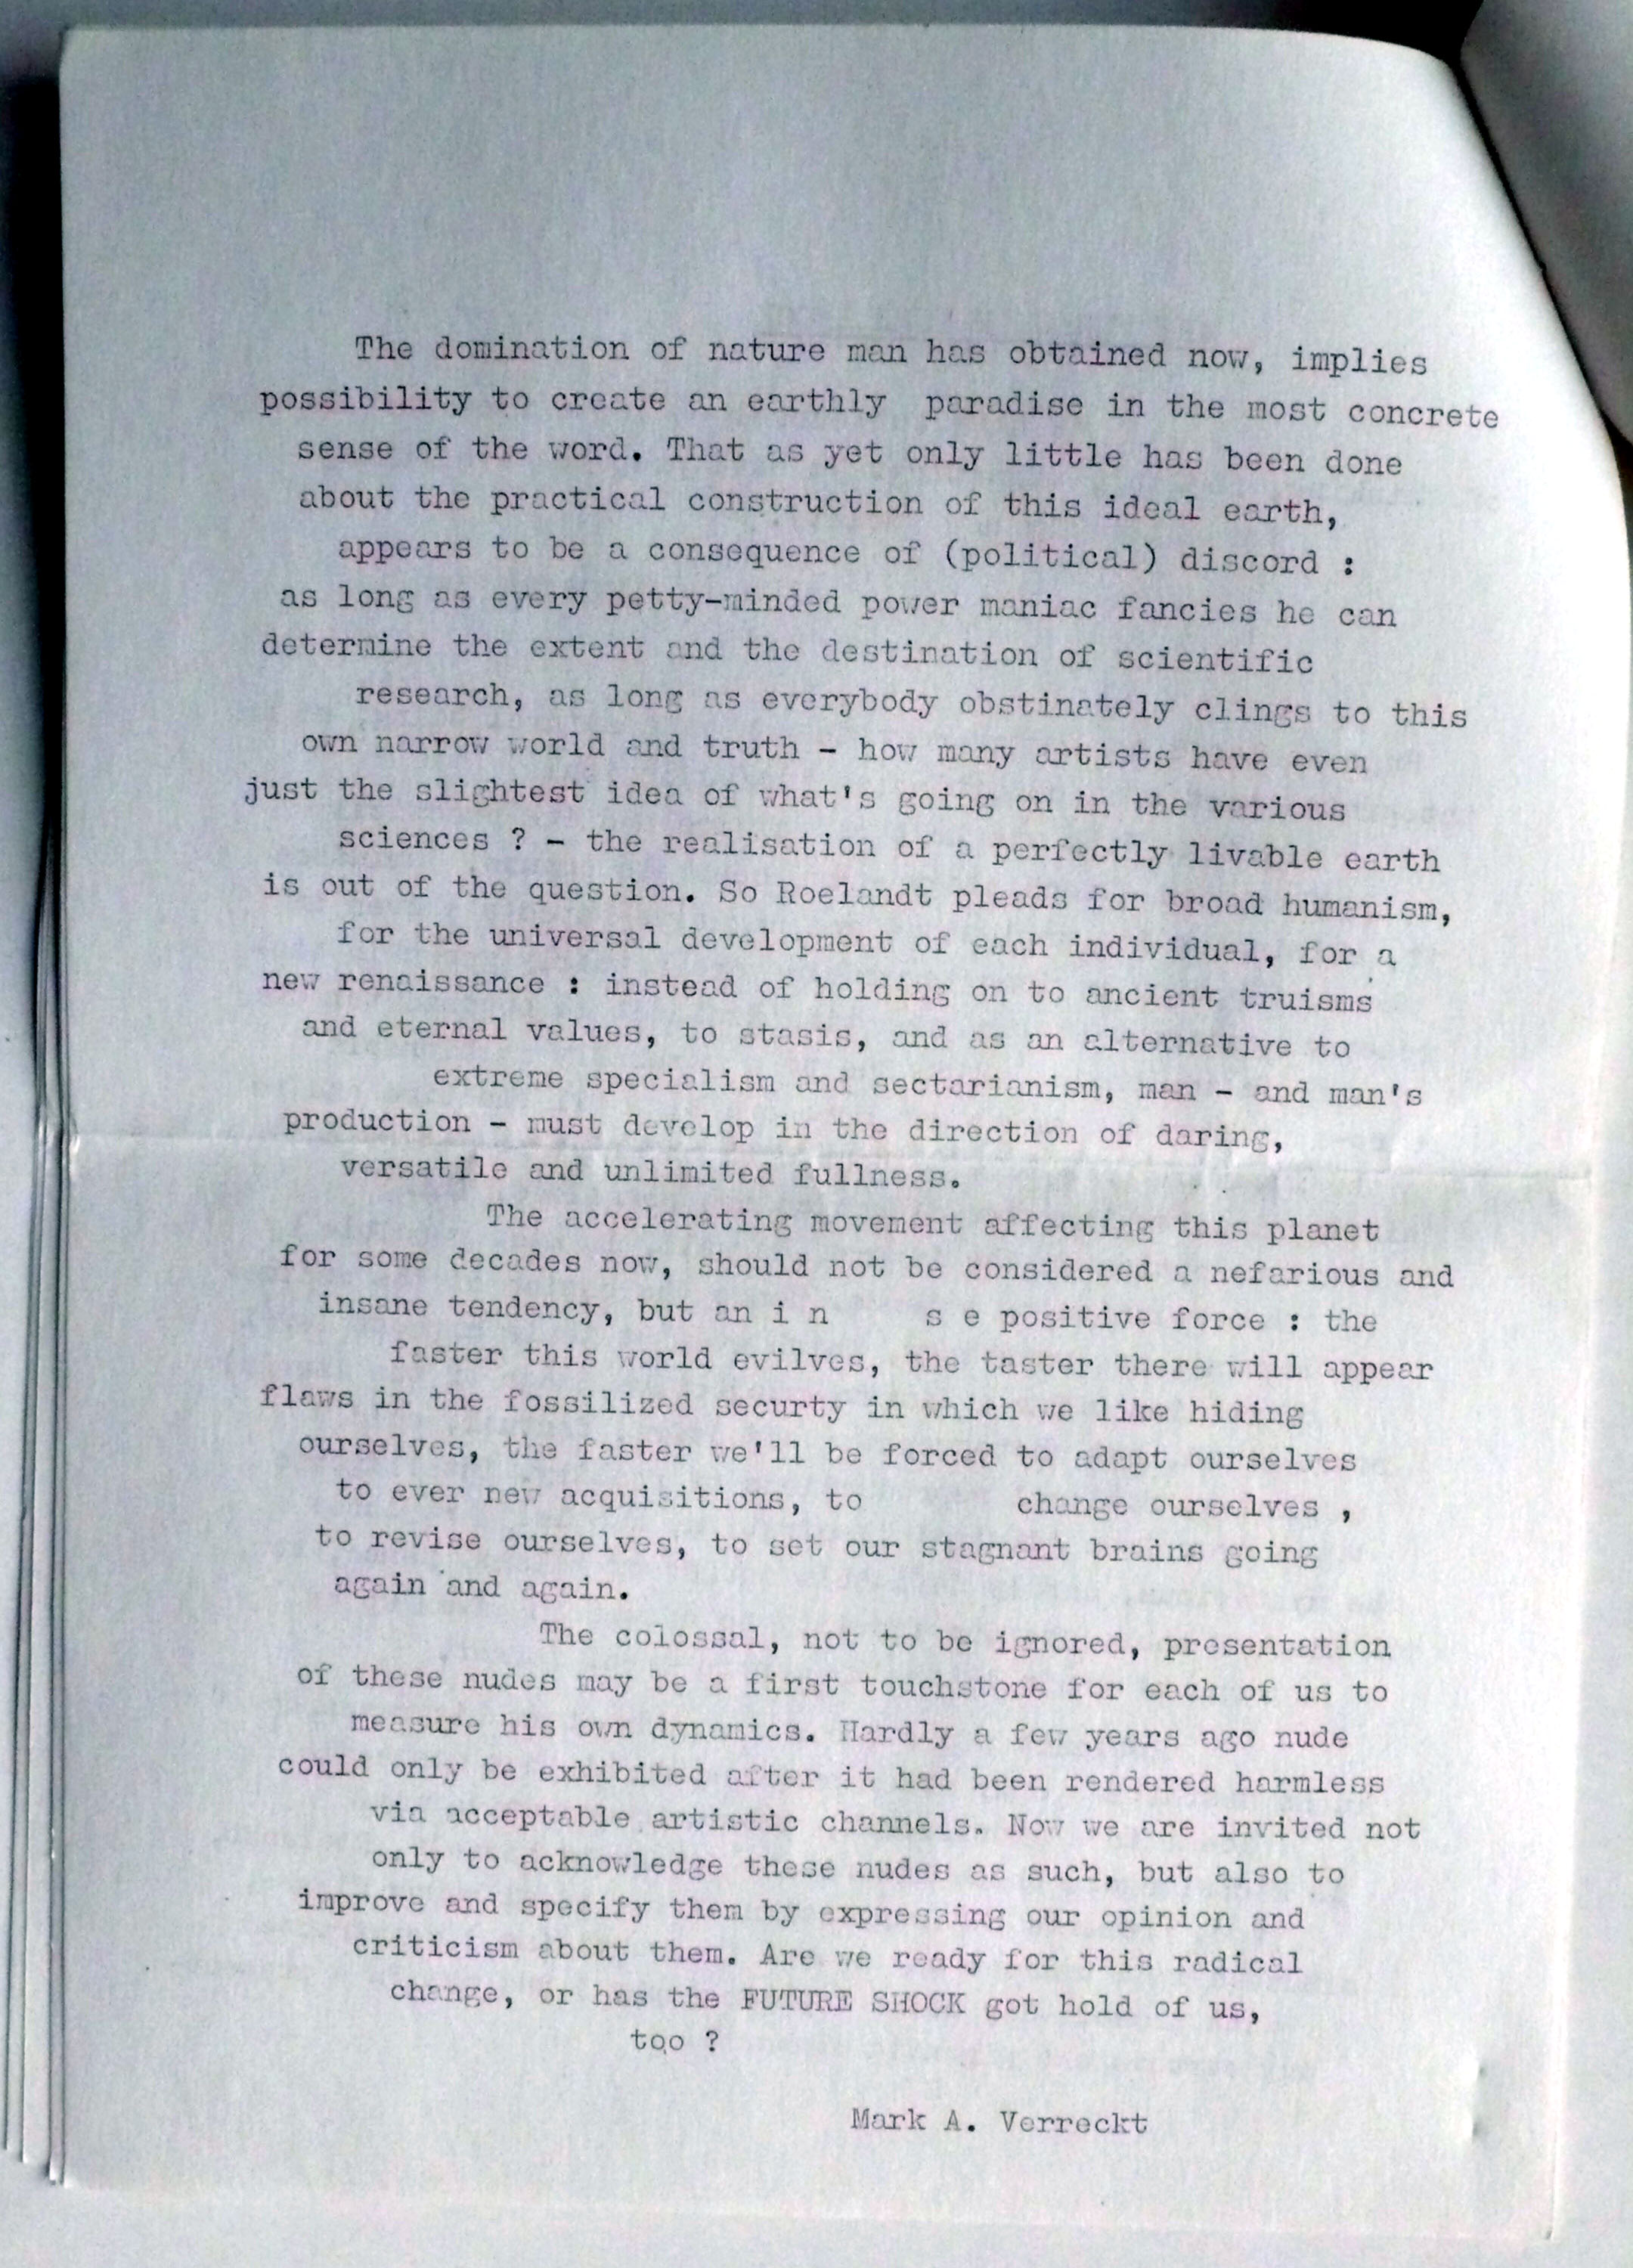 The domination of nature man has obtained now, implies
possibility to create an earthly paradise in the most concrete
sense of the word. That as yet only little has been done
about the practical construction of this ideal earth,
appears to be a consequence of (political) discord :
as long as every petty-minded power maniac fancies he can
determine the extent and the destination of scientific
research, as long as everybody obstinately clings to this
own narrow world and truth - how many artists have even
just the slightest idea of what's going on in the various
sciences ? - the realisation of a perfectly livable earth
is out of the question. So Roelandt pleads for broad humanism,
for the universal development of each individual, for a
new renaissance : instead of holding on to ancient truisms
and eternal values, to stasis, and as an alternative to
extreme specialism and sectarianism, man - and man's
production - must develop in the direction of daring,
versatile and unlimited fullness.
The accelerating movement affecting this planet
for some decades now, should not be considered a nefarious and
insane tendency, but an i n s e positive force : the
faster this world evilves, the taster there will appear
flaws in the fossilized securty in which we like hiding
ourselves, the faster we'll be forced to adapt ourselves
to ever new acquisitions, to change ourselves ,
to revise ourselves, to set our stagnant brains going
again and again.
The colossal, not to be ignored, presentation
of these nudes may be a first touchstone for each of us to
measure his own dynamics. Hardly a few years ago nude
could only be exhibited after it had been rendered harmless
via acceptable artistic channels. Now we are invited not
only to acknowledge these nudes as such, but also to
improve and specify them by expressing our opinion and
criticism about them. Are we ready for this radical
change, or has the FUTURE SHOCK got hold of us,
too ?
Mark A. Verreckt